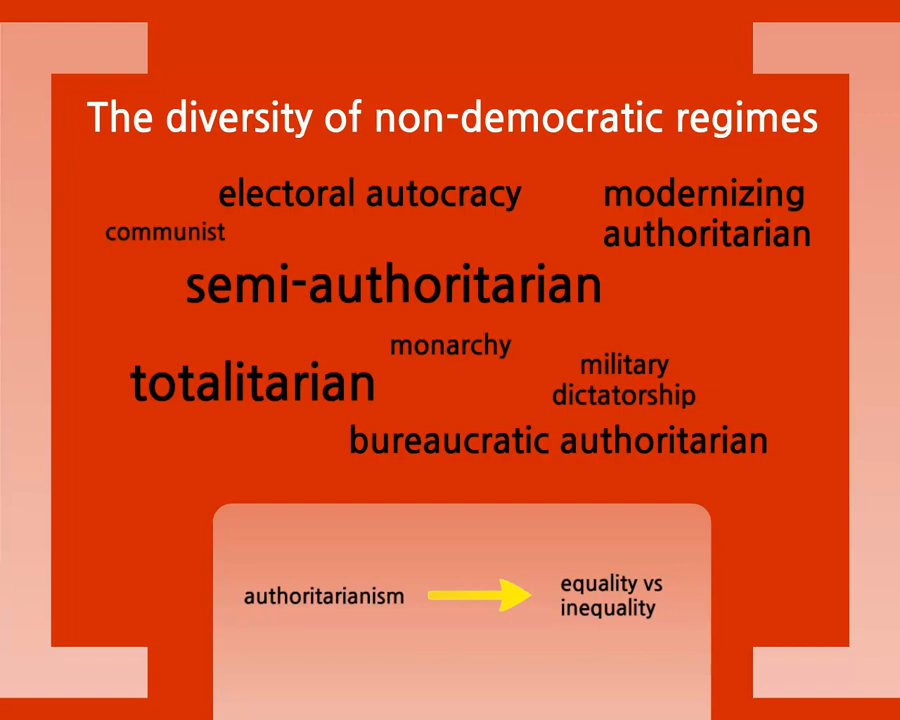 The diversity of non-democratic regimes
electoral autocracy
modernizing
authoritarian
communist
semi-authoritarian
monarchy
military
dictatorship
totalitarian
bureaucratic authoritarian
authoritarianism
equality vs
inequality